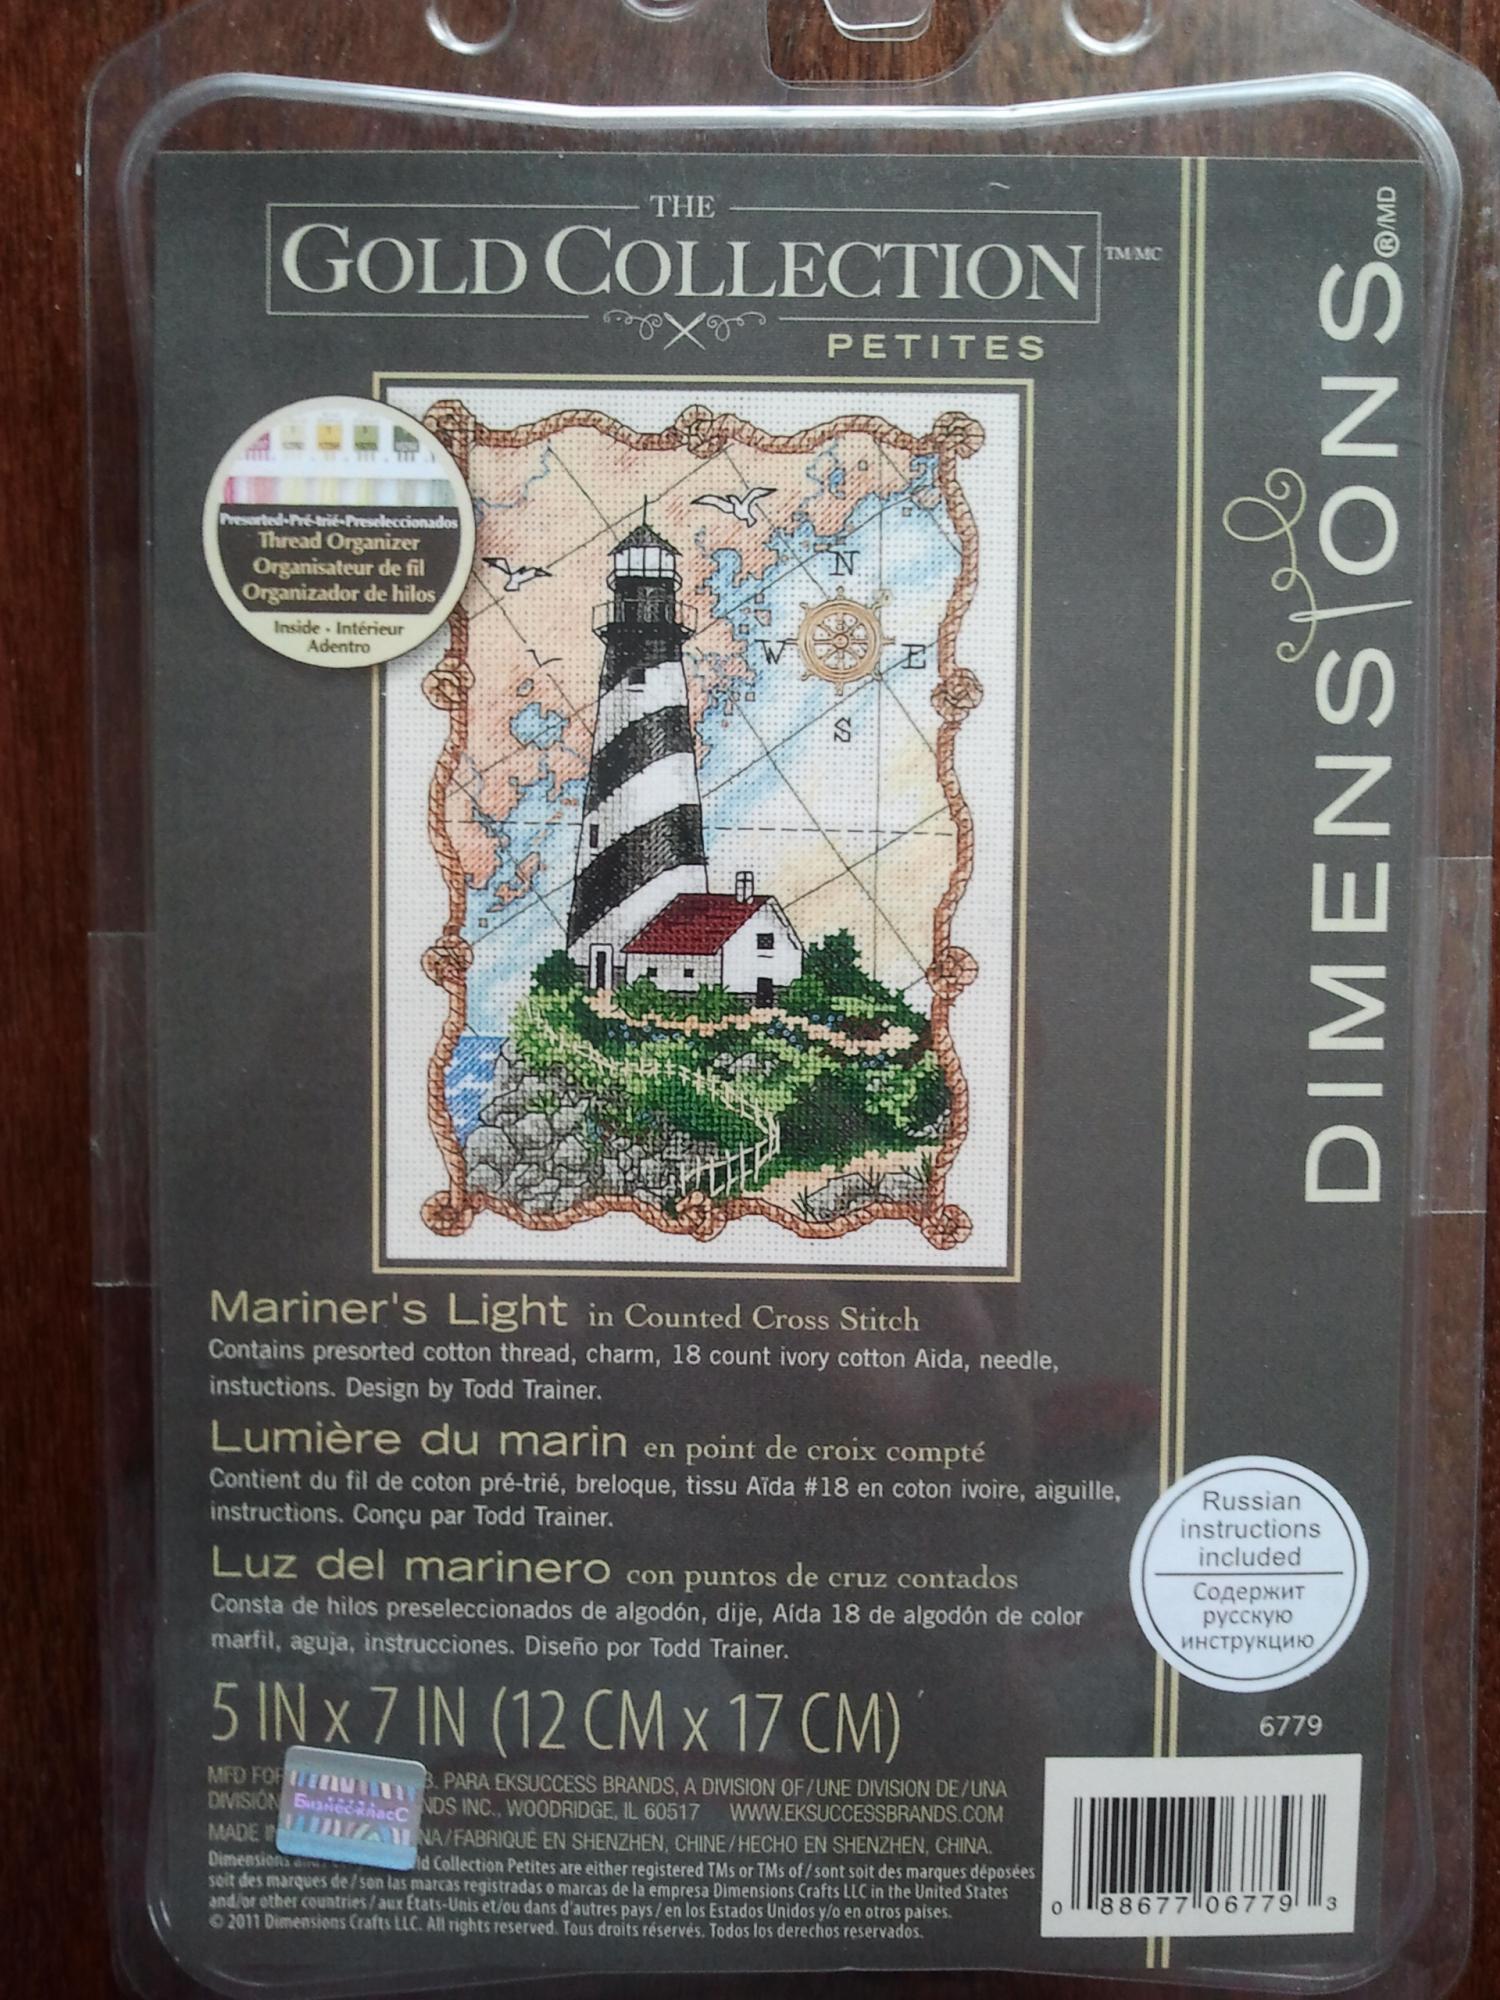 THE
GOLD COLLECTION TM/MC
PETITES
DIMENSIONS®/MD
Presorted•Pré-trié•Preseleccionados
Thread Organizer
Organisateur de fil
Organizador de hilos
Inside - Intérieur
Adentro
N
W E
S
Mariner's Light in Counted Cross Stitch
Contains presorted cotton thread, charm, 18 count ivory cotton Aida, needle,
instuctions. Design by Todd Trainer.
Lumière du marin en point de croix compté
Contient du fil de coton pré-trié, breloque, tissu Aïda #18 en coton ivoire, aiguille,
instructions. Conçu par Todd Trainer.
Luz del marinero con puntos de cruz contados
Consta de hilos preseleccionados de algodón, dije, Aída 18 de algodón de color
marfil, aguja, instrucciones. Diseño por Todd Trainer.
5 IN x 7 IN (12 CM x 17 CM)
Russian
instructions
included
Содержит
русскую
инструкцию
6779
MFD FOR PARA EKSUCCESS BRANDS, A DIVISION OF/UNE DIVISION DE/UNA
DIVISIÓN NDS INC., WOODRIDGE, IL 60517 WWW.EKSUCCESSBRANDS.COM
MADE IN NA/FABRIQUÉ EN SHENZHEN, CHINE/HECHO EN SHENZHEN, CHINA.
Бизнес-класС
Dimensions ld Collection Petites are either registered TMs or TMs of/sont soit des marques déposées
soit des marques de/son las marcas registradas o marcas de la empresa Dimensions Crafts LLC in the United States
and/or other countries/aux États-Unis et/ou dans d'autres pays/en los Estados Unidos y/o en otros países.
© 2011 Dimensions Crafts LLC. All rights reserved. Tous droits réservés. Todos los derechos reservados.
0 88677 06779 3